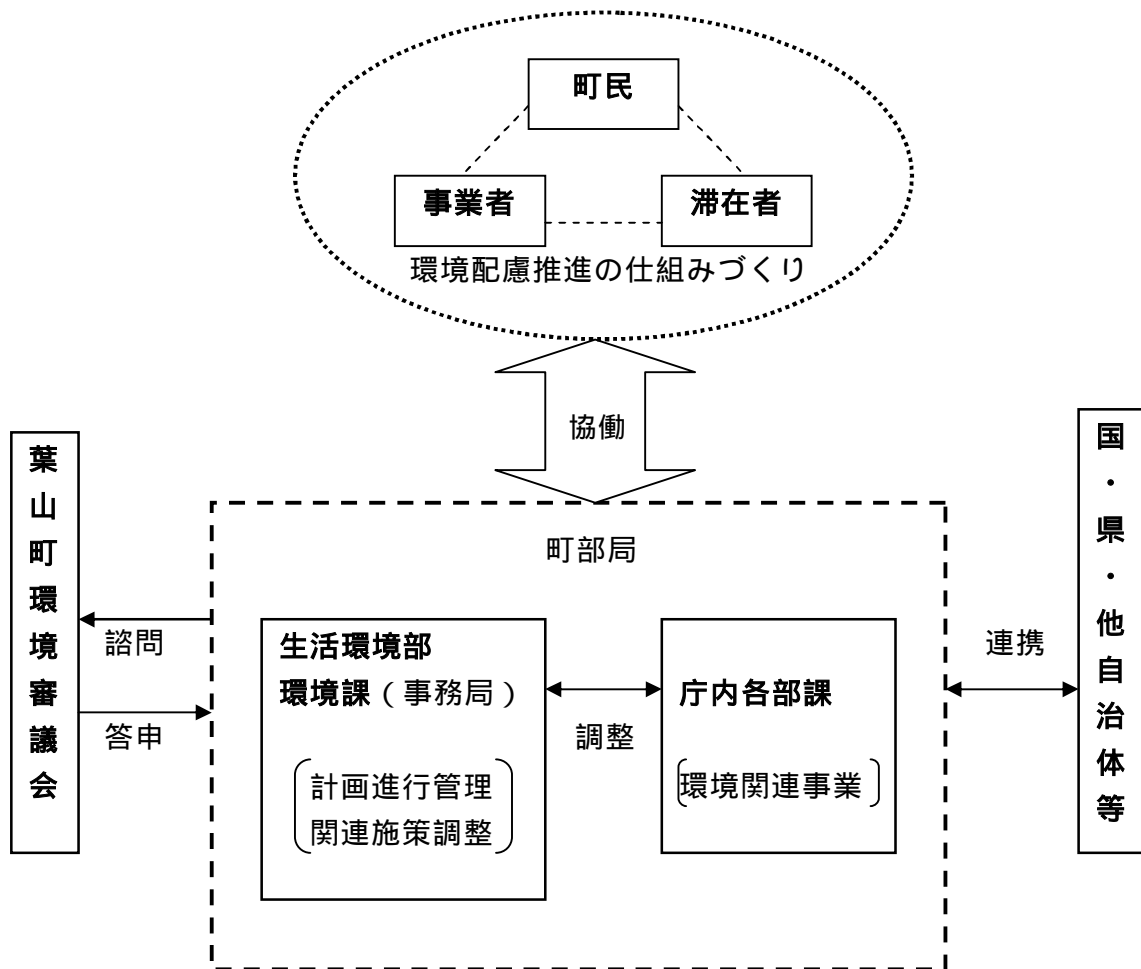 町民
事業者
滞在者
環境配慮推進の仕組みづくり
協働
葉山町環境審議会
諮問
答申
町部局
生活環境部
環境課(事務局)
計画進行管理
関連施策調整
調整
庁内各部課
環境関連事業
連携
国・県・他自治体等